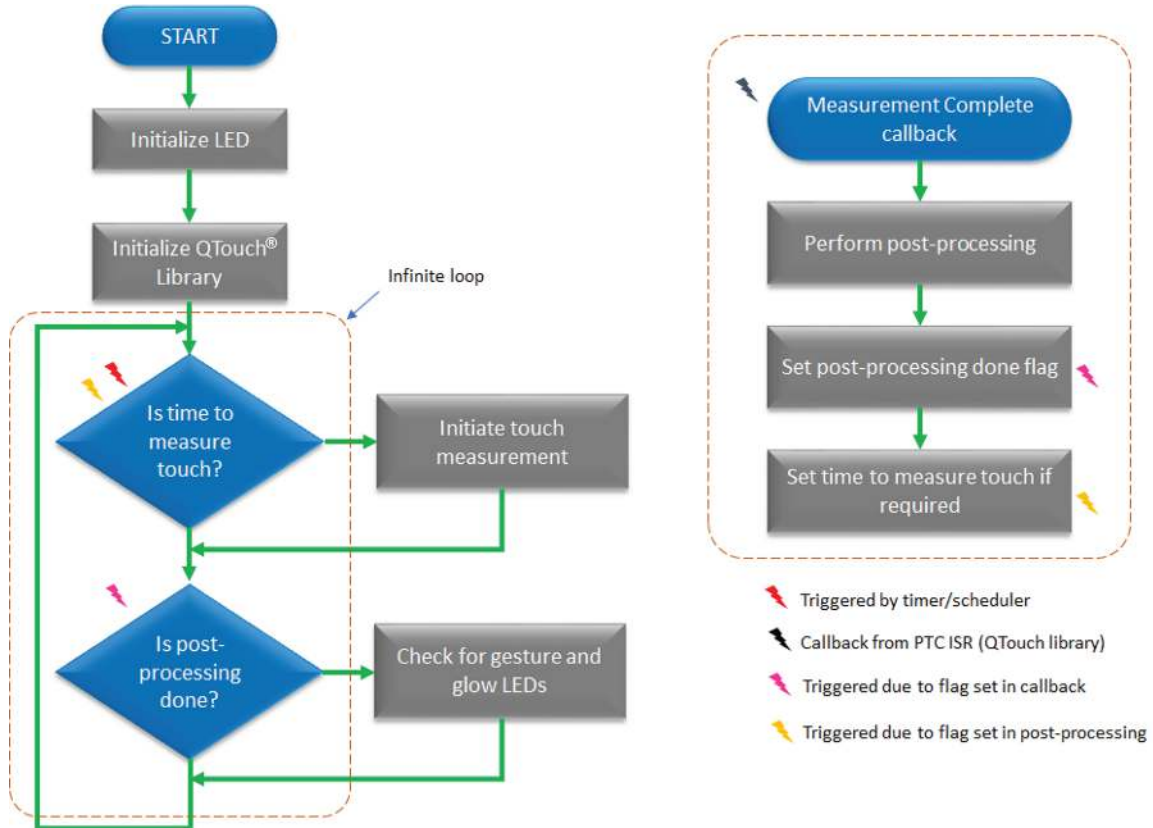 START
Initialize LED
Initialize QTouch®
Library
Infinite loop
Is time to
measure
touch?
Initiate touch
measurement
Is post-
processing
done?
Check for gesture and
glow LEDs
Measurement Complete
callback
Perform post-processing
Set post-processing done flag
Set time to measure touch if
required
Triggered by timer/scheduler
Callback from PTC ISR (QTouch library)
Triggered due to flag set in callback
Triggered due to flag set in post-processing